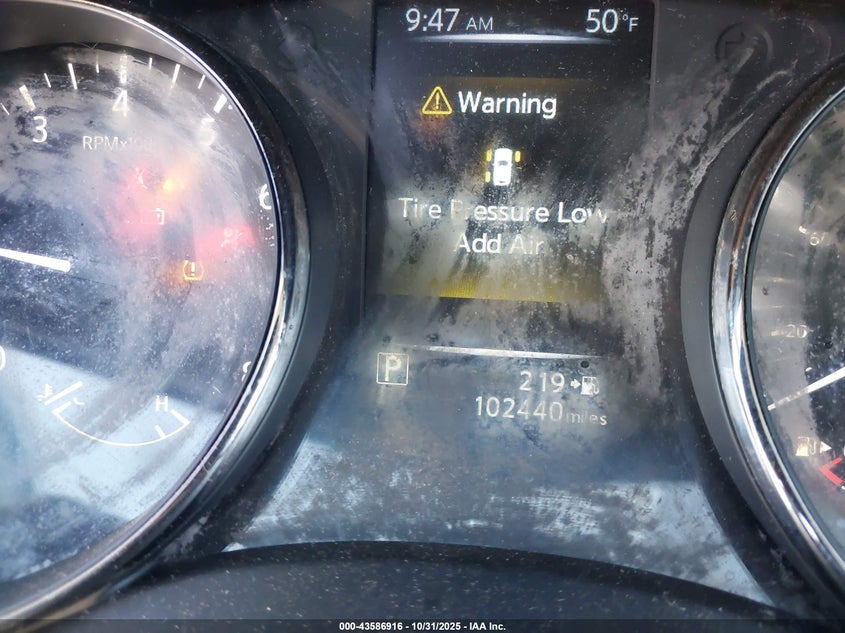 9:47 AM 50°F
Warning
3 4 5 6
RPMx1000
Tire Pressure Low
Add Air
P
219
102440 miles
H
20
000-43586916 - 10/31/2025 - IAA Inc.